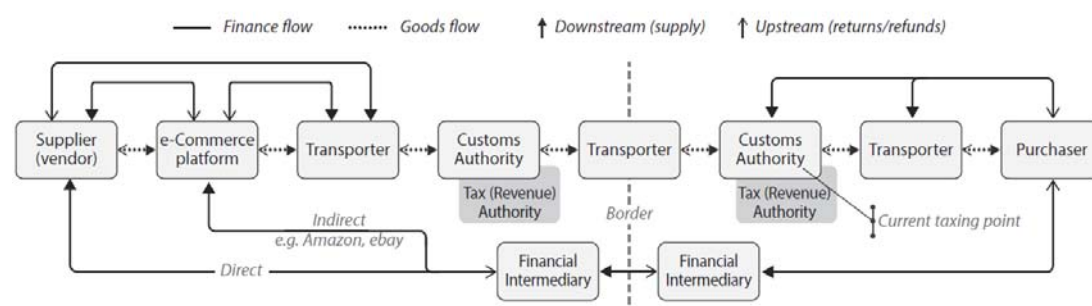 Finance flow
Goods flow
Downstream (supply)
Upstream (returns/refunds)
Supplier
(vendor)
e-Commerce
platform
Transporter
Customs
Authority
Tax (Revenue)
Authority
Transporter
Customs
Authority
Tax (Revenue)
Authority
Transporter
Purchaser
Border
Current taxing point
Indirect
e.g. Amazon, ebay
Direct
Financial
Intermediary
Financial
Intermediary